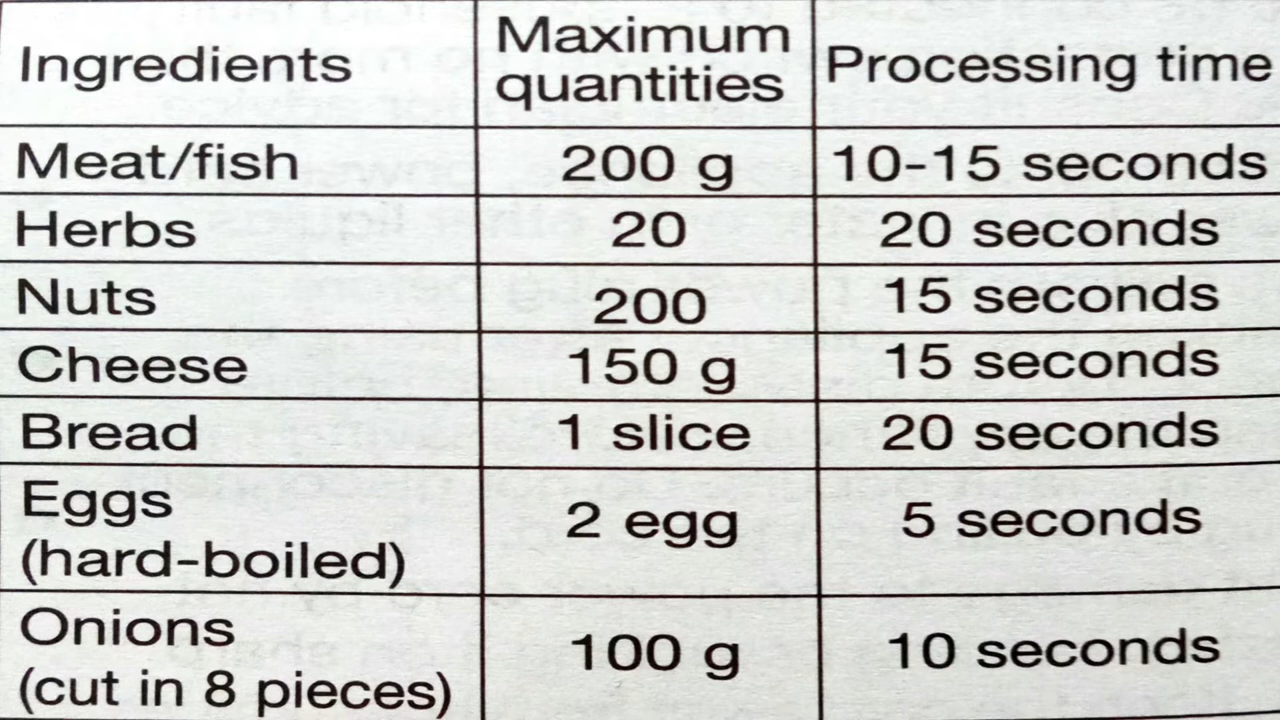 Ingredients
Maximum
quantities
Processing time
Meat/fish 200 g 10-15 seconds
Herbs 20 20 seconds
Nuts 200 15 seconds
Cheese 150 g 15 seconds
Bread 1 slice 20 seconds
Eggs
(hard-boiled)
2 egg 5 seconds
Onions
(cut in 8 pieces)
100 g 10 seconds